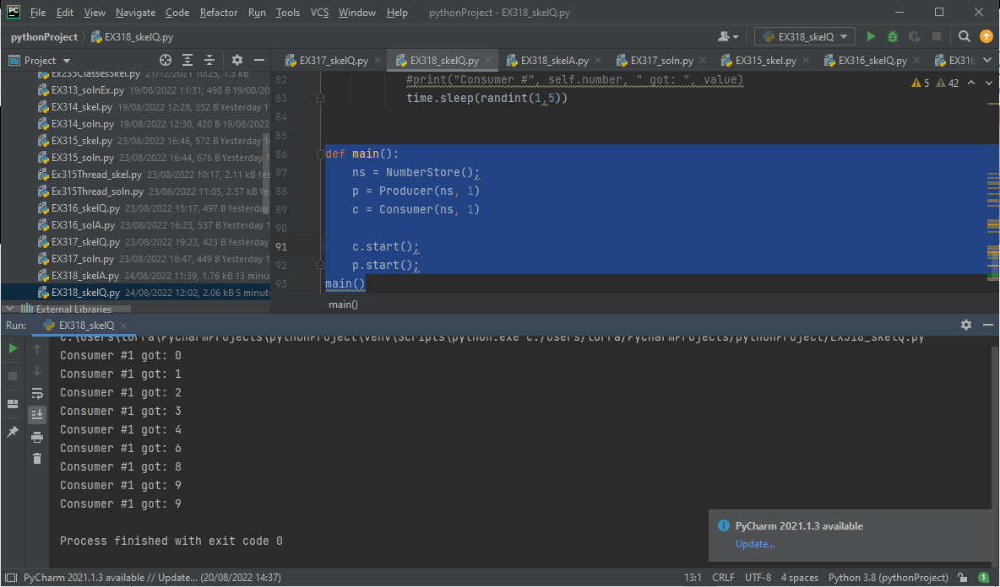 PC File Edit View Navigate Code Refactor Run Tools VCS Window Help pythonProject - EX318_skelQ.py
pythonProject EX318_skelQ.py EX318_skelQ
Project EX317_skelQ.py EX318_skelQ.py EX318_skelA.py EX317_soln.py EX315_skel.py EX316_skelQ.py EX316
Ex235ClassesSkel.py 21/12/2021 10:25, 1.3 kB
EX313_solnEx.py 19/08/2022 11:31, 498 B 19/08/20
EX314_skel.py 19/08/2022 12:28, 352 B Yesterday 1
EX314_soln.py 19/08/2022 12:30, 420 B 19/08/2022
EX315_skel.py 23/08/2022 16:46, 572 B Yesterday 1
EX315_soln.py 23/08/2022 16:44, 676 B Yesterday 1
Ex315Thread_skel.py 23/08/2022 10:17, 2.11 kB Yes
Ex315Thread_soln.py 23/08/2022 11:05, 2.57 kB Yes
EX316_skelQ.py 23/08/2022 15:17, 497 B Yesterday
EX316_solA.py 23/08/2022 16:23, 537 B Yesterday 1
EX317_skelQ.py 23/08/2022 19:23, 423 B Yesterday
EX317_soln.py 23/08/2022 18:47, 449 B Yesterday 1
EX318_skelA.py 24/08/2022 11:39, 1.76 kB 13 minu
EX318_skelQ.py 24/08/2022 12:02, 2.06 kB 5 minute
External Libraries
82 #print("Consumer #", self.number, " got: ", value)
5 42
83 time.sleep(randint(1,5))
84
85
86 def main():
87 ns = NumberStore();
88 p = Producer(ns, 1)
89 c = Consumer(ns, 1)
90
91 c.start();
92 p.start();
93 main()
main()
Run: EX318_skelQ
C:\Users\torra\PyCharmProjects\pythonProject\venv\Scripts\python.exe C:/Users/torra/PyCharmProjects/pythonProject/EX318_skelQ.py
Consumer #1 got: 0
Consumer #1 got: 1
Consumer #1 got: 2
Consumer #1 got: 3
Consumer #1 got: 4
Consumer #1 got: 6
Consumer #1 got: 8
Consumer #1 got: 9
Consumer #1 got: 9
Process finished with exit code 0
PyCharm 2021.1.3 available
Update...
PyCharm 2021.1.3 available // Update... (20/08/2022 14:37) 13:1 CRLF UTF-8 4 spaces Python 3.8 (pythonProject) 1